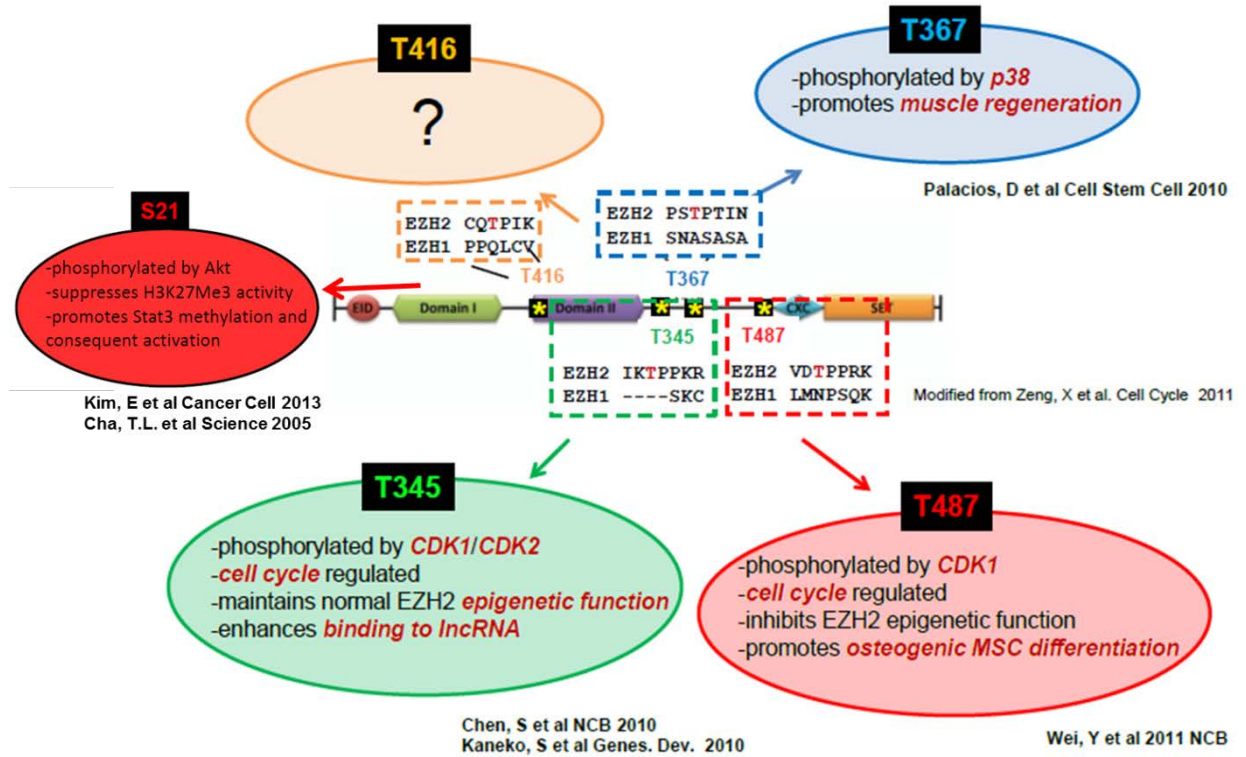 T416
?
T367
-phosphorylated by p38
-promotes muscle regeneration
Palacios, D et al Cell Stem Cell 2010
S21
-phosphorylated by Akt
-suppresses H3K27Me3 activity
-promotes Stat3 methylation and
consequent activation
Kim, E et al Cancer Cell 2013
Cha, T.L. et al Science 2005
EZH2 CQTPIK
EZH1 PPQLCV
T416
EZH2 PSTPTIN
EZH1 SNASASA
T367
EID
Domain I
Domain II
CXC
SET
T345
T487
EZH2 IKTPPKR
EZH1 ----SKC
EZH2 VDTPPRK
EZH1 LMNPSQK
Modified from Zeng, X et al. Cell Cycle 2011
T345
-phosphorylated by CDK1/CDK2
-cell cycle regulated
-maintains normal EZH2 epigenetic function
-enhances binding to lncRNA
Chen, S et al NCB 2010
Kaneko, S et al Genes. Dev. 2010
T487
-phosphorylated by CDK1
-cell cycle regulated
-inhibits EZH2 epigenetic function
-promotes osteogenic MSC differentiation
Wei, Y et al 2011 NCB